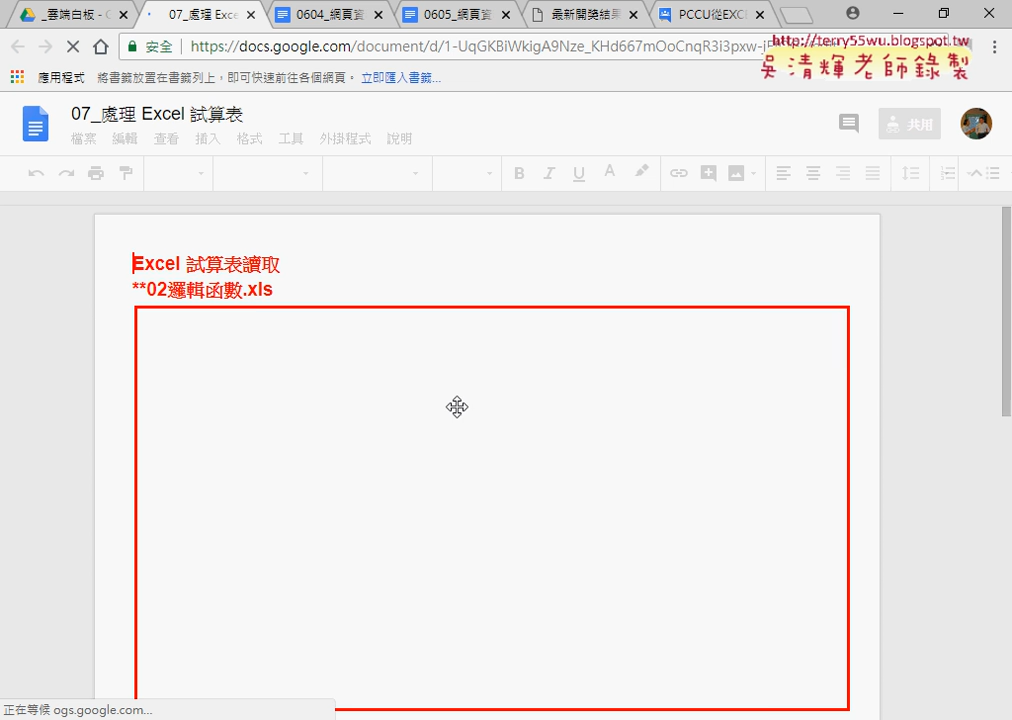 _雲端白板 - G
07_處理 Exce
0604_網頁資
0605_網頁資
最新開獎結果
PCCU從EXC
安全
https://docs.google.com/document/d/1-UqGKBiWkigA9Nze_KHd667mOoCnqR3i3pxw-jF
http://terry55wu.blogspot.tw
吳清輝老師錄製
應用程式
將書籤放置在書籤列上，即可快速前往各個網頁。
立即匯入書籤...
07_處理 Excel 試算表
檔案 編輯 查看 插入 格式 工具 外掛程式 說明
共用
B I U A
Excel 試算表讀取
**02邏輯函數.xls
正在等候 ogs.google.com...